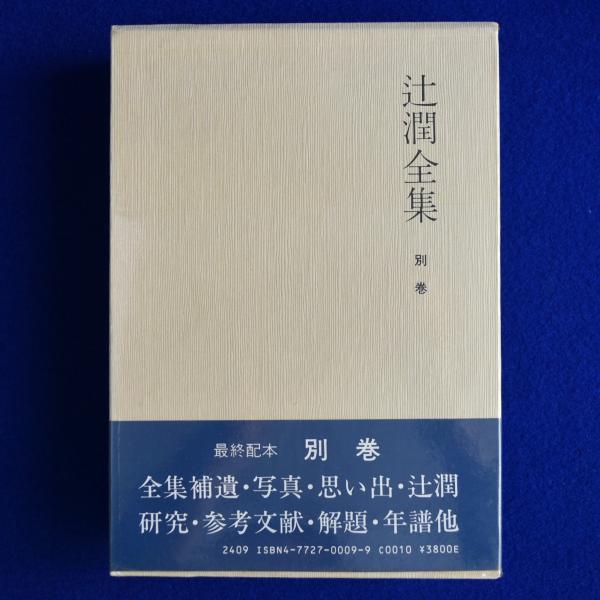 辻潤全集
別巻
最終配本 別巻
全集補遺・写真・思い出・辻潤
研究・参考文献・解題・年譜他
2409 ISBN4-7727-0009-9 C0010 ¥3800E